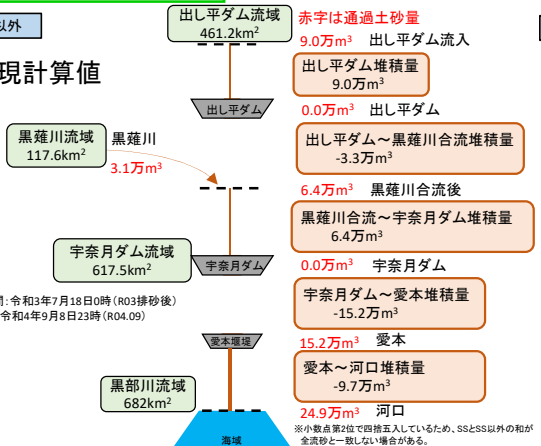 以外
現計算値
出し平ダム流域
461.2km²
赤字は通過土砂量
9.0万m³ 出し平ダム流入
出し平ダム堆積量
9.0万m³
出し平ダム
0.0万m³ 出し平ダム
黒薙川流域
117.6km²
黒薙川
3.1万m³
出し平ダム～黒薙川合流堆積量
-3.3万m³
6.4万m³ 黒薙川合流後
黒薙川合流～宇奈月ダム堆積量
6.4万m³
宇奈月ダム流域
617.5km²
宇奈月ダム
0.0万m³ 宇奈月ダム
間:令和3年7月18日0時(R03排砂後)
令和4年9月8日23時(R04.09)
宇奈月ダム～愛本堆積量
-15.2万m³
愛本堰堤
15.2万m³ 愛本
愛本～河口堆積量
-9.7万m³
黒部川流域
682km²
24.9万m³ 河口
海域
※小数点第2位で四捨五入しているため、SSとSS以外の和が
全流砂と一致しない場合がある。